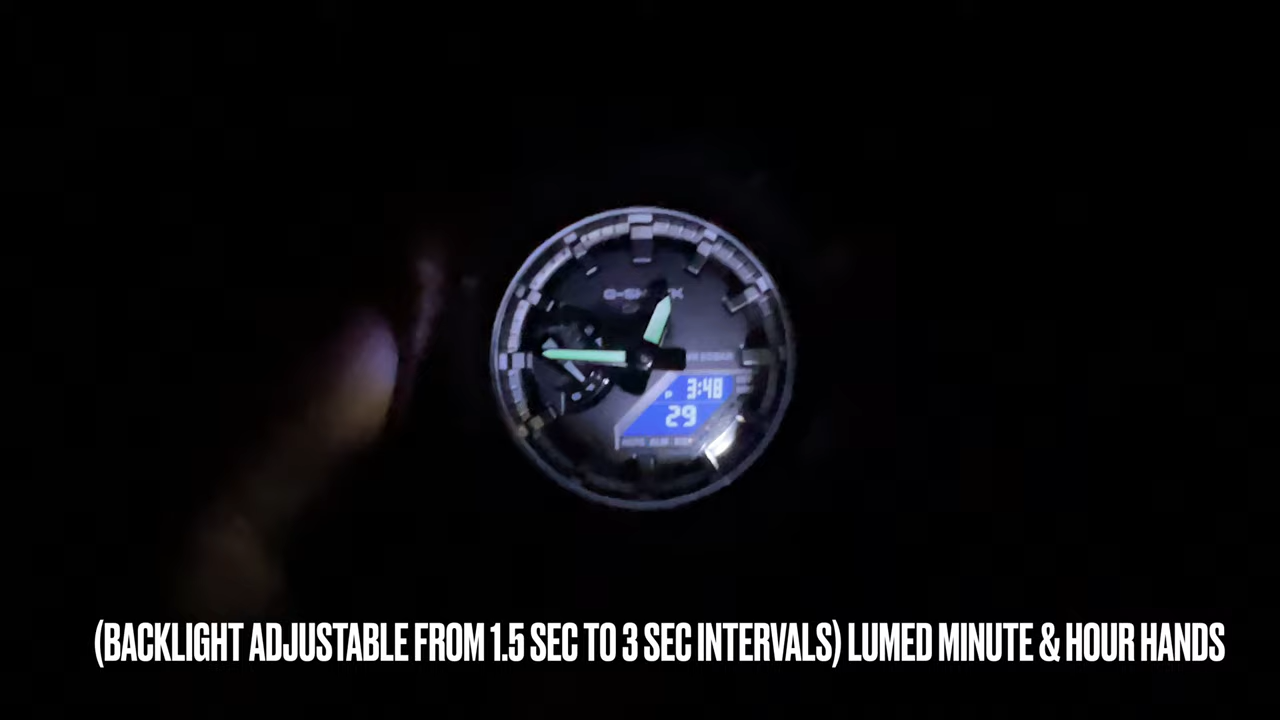 G-SHOCK
P 3:48
29
(BACKLIGHT ADJUSTABLE FROM 1.5 SEC TO 3 SEC INTERVALS) LUMED MINUTE & HOUR HANDS